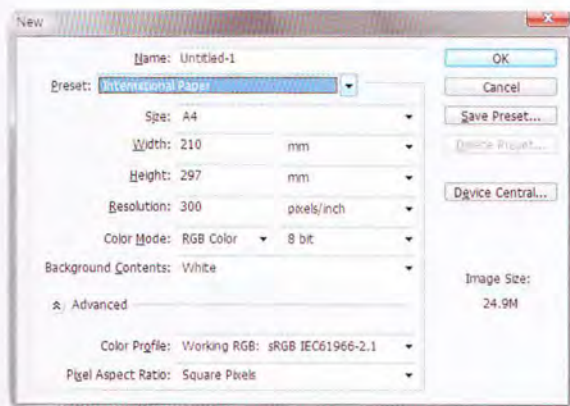 New
Name: Untitled-1
OK
Preset: International Paper
Cancel
Size: A4
Save Preset...
Width: 210 mm
Delete Preset...
Height: 297 mm
Device Central...
Resolution: 300 pixels/inch
Color Mode: RGB Color 8 bit
Background Contents: White
Image Size:
24.9M
Advanced
Color Profile: Working RGB: sRGB IEC61966-2.1
Pixel Aspect Ratio: Square Pixels